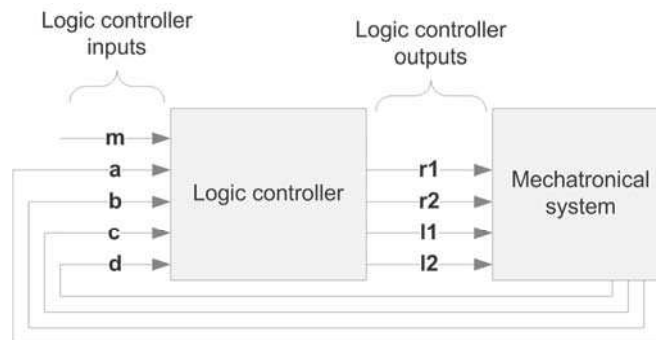 Logic controller
inputs
Logic controller
outputs
m
a
b
c
d
Logic controller
r1
r2
l1
l2
Mechatronical
system